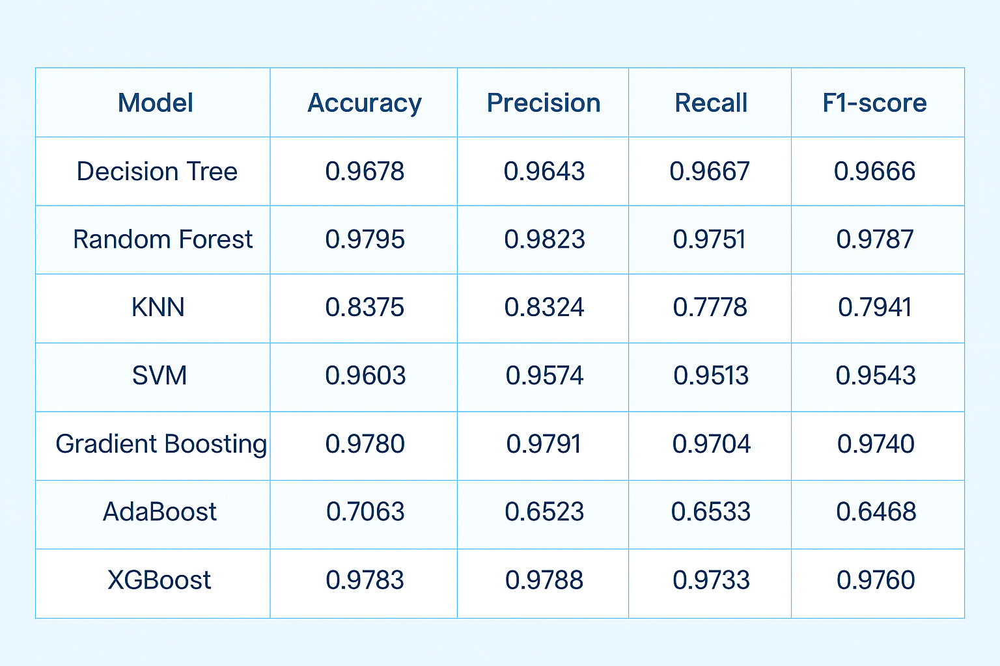 Model Accuracy Precision Recall F1-score
Decision Tree 0.9678 0.9643 0.9667 0.9666
Random Forest 0.9795 0.9823 0.9751 0.9787
KNN 0.8375 0.8324 0.7778 0.7941
SVM 0.9603 0.9574 0.9513 0.9543
Gradient Boosting 0.9780 0.9791 0.9704 0.9740
AdaBoost 0.7063 0.6523 0.6533 0.6468
XGBoost 0.9783 0.9788 0.9733 0.9760